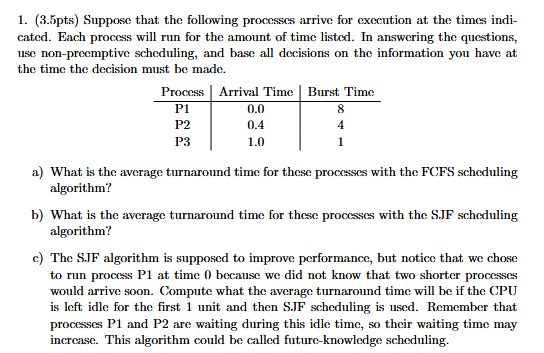 1. (3.5pts) Suppose that the following processes arrive for execution at the times indi-
cated. Each process will run for the amount of time listed. In answering the questions,
use non-preemptive scheduling, and base all decisions on the information you have at
the time the decision must be made.
Process Arrival Time Burst Time
P1 0.0 8
P2 0.4 4
P3 1.0 1
a) What is the average turnaround time for these processes with the FCFS scheduling
algorithm?
b) What is the average turnaround time for these processes with the SJF scheduling
algorithm?
c) The SJF algorithm is supposed to improve performance, but notice that we chose
to run process P1 at time 0 because we did not know that two shorter processes
would arrive soon. Compute what the average turnaround time will be if the CPU
is left idle for the first 1 unit and then SJF scheduling is used. Remember that
processes P1 and P2 are waiting during this idle time, so their waiting time may
increase. This algorithm could be called future-knowledge scheduling.